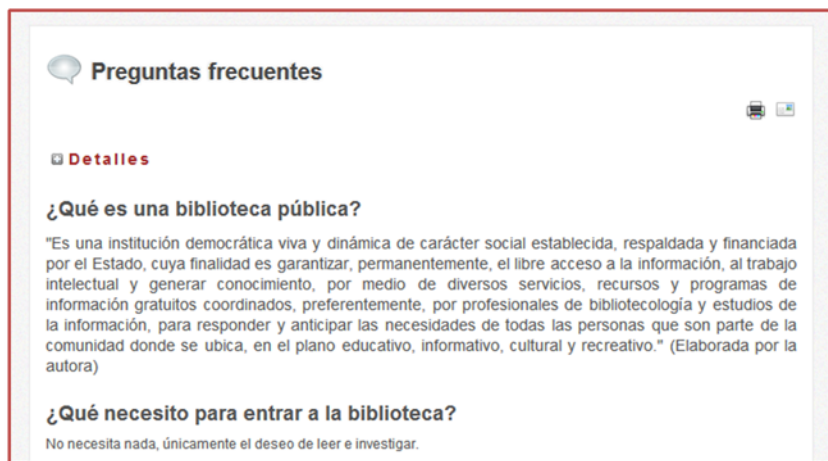 Preguntas frecuentes
Detalles
¿Qué es una biblioteca pública?
"Es una institución democrática viva y dinámica de carácter social establecida, respaldada y financiada
por el Estado, cuya finalidad es garantizar, permanentemente, el libre acceso a la información, al trabajo
intelectual y generar conocimiento, por medio de diversos servicios, recursos y programas de
información gratuitos coordinados, preferentemente, por profesionales de bibliotecología y estudios de
la información, para responder y anticipar las necesidades de todas las personas que son parte de la
comunidad donde se ubica, en el plano educativo, informativo, cultural y recreativo." (Elaborada por la
autora)
¿Qué necesito para entrar a la biblioteca?
No necesita nada, únicamente el deseo de leer e investigar.